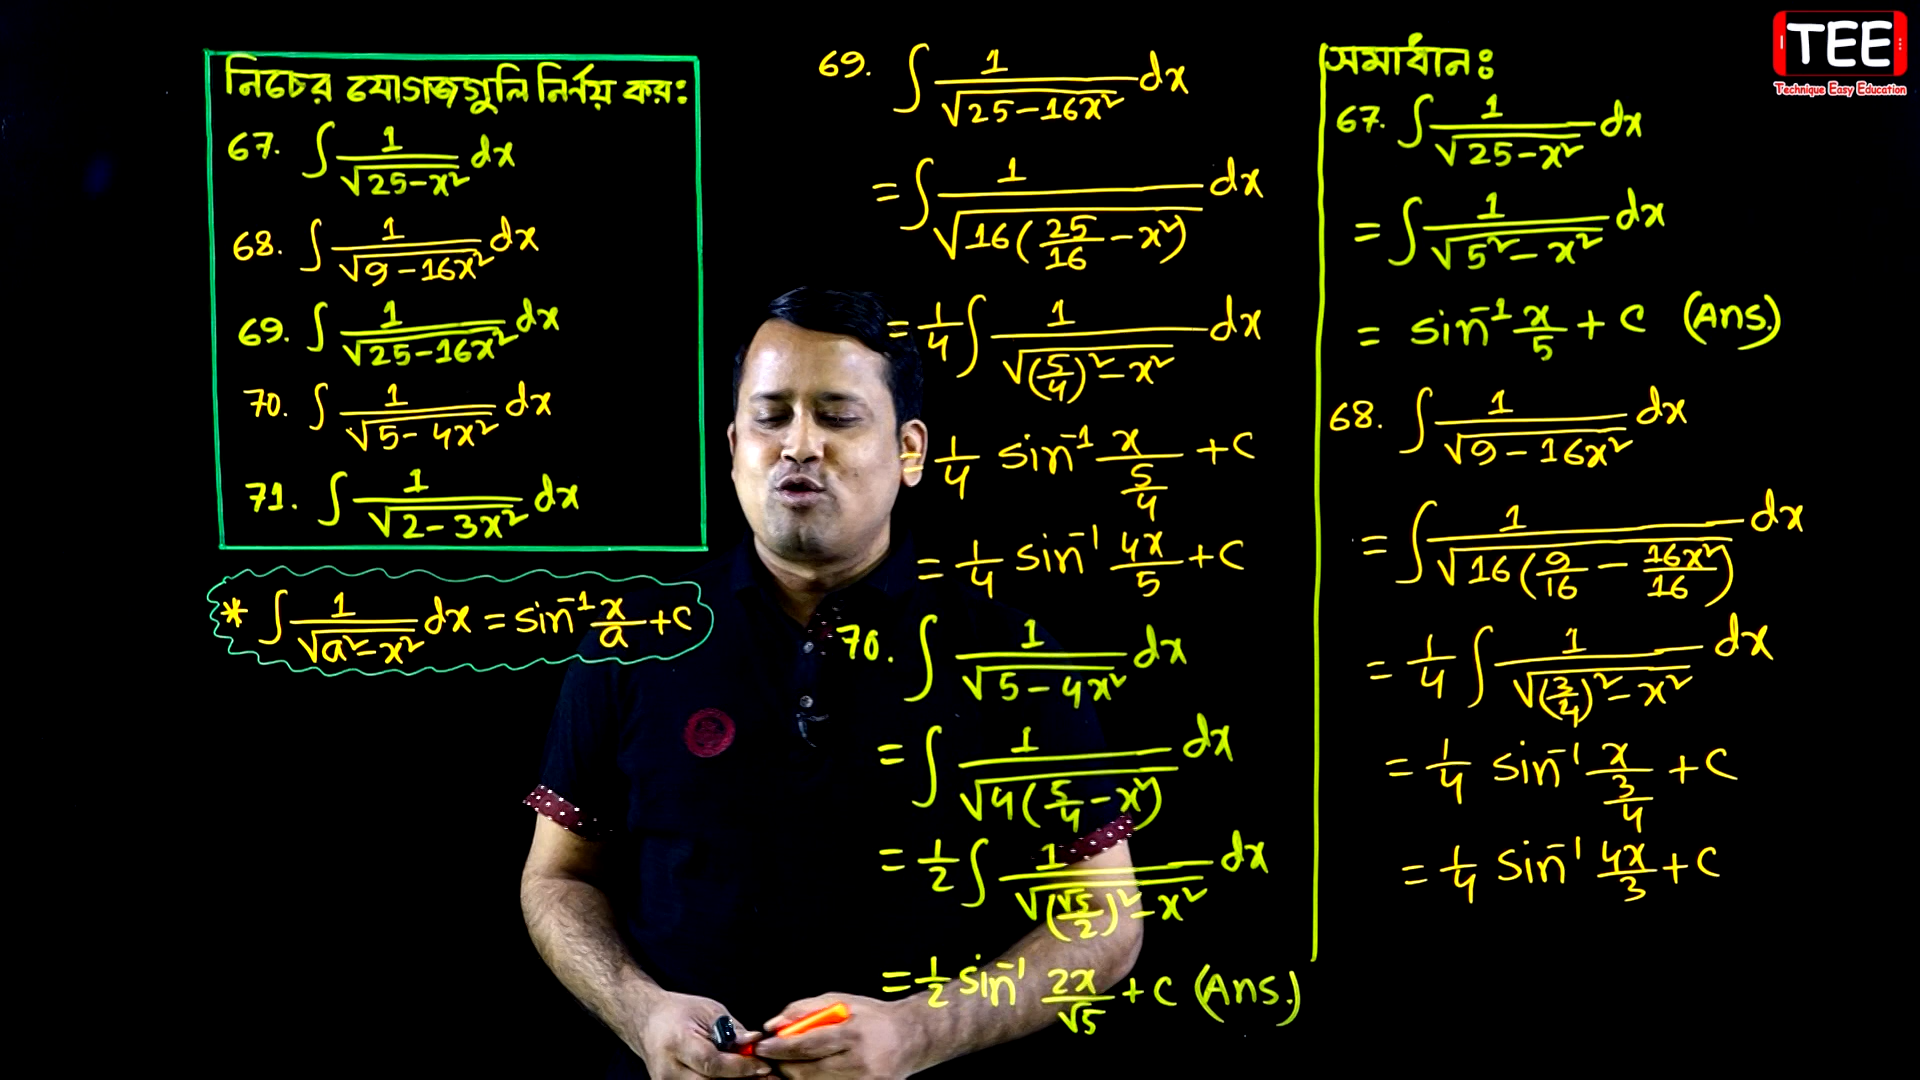 নিচের যোগজগুলি নির্নয় কর:
67. ∫ 1/√(25-x²) dx
68. ∫ 1/√(9-16x²) dx
69. ∫ 1/√(25-16x²) dx
70. ∫ 1/√(5-4x²) dx
71. ∫ 1/√(2-3x²) dx
* ∫ 1/√(a²-x²) dx = sin⁻¹ x/a + c
69. ∫ 1/√(25-16x²) dx
= ∫ 1/√(16(25/16 - x²)) dx
= 1/4 ∫ 1/√((5/4)² - x²) dx
= 1/4 sin⁻¹ x/(5/4) + c
= 1/4 sin⁻¹ 4x/5 + c
70. ∫ 1/√(5-4x²) dx
= ∫ 1/√(4(5/4 - x²)) dx
= 1/2 ∫ 1/√((√5/2)² - x²) dx
= 1/2 sin⁻¹ 2x/√5 + c (Ans.)
সমাধান:
67. ∫ 1/√(25-x²) dx
= ∫ 1/√(5² - x²) dx
= sin⁻¹ x/5 + c (Ans.)
68. ∫ 1/√(9-16x²) dx
= ∫ 1/√(16(9/16 - 16x²/16)) dx
= 1/4 ∫ 1/√((3/4)² - x²) dx
= 1/4 sin⁻¹ x/(3/4) + c
= 1/4 sin⁻¹ 4x/3 + c
TEE
Technique Easy Education